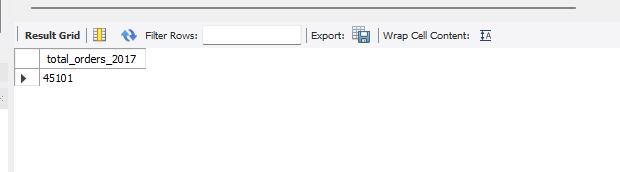 Result Grid Filter Rows: Export: Wrap Cell Content:
total_orders_2017
45101